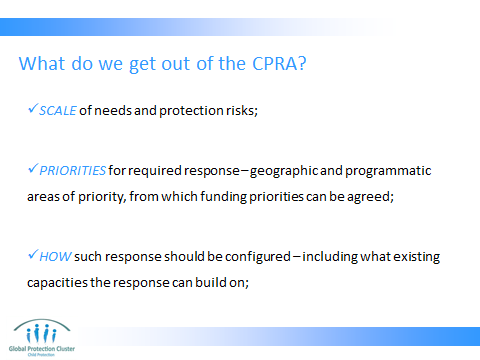 What do we get out of the CPRA?
✓SCALE of needs and protection risks;
✓PRIORITIES for required response – geographic and programmatic
areas of priority, from which funding priorities can be agreed;
✓HOW such response should be configured – including what existing
capacities the response can build on;
Global Protection Cluster
Child Protection